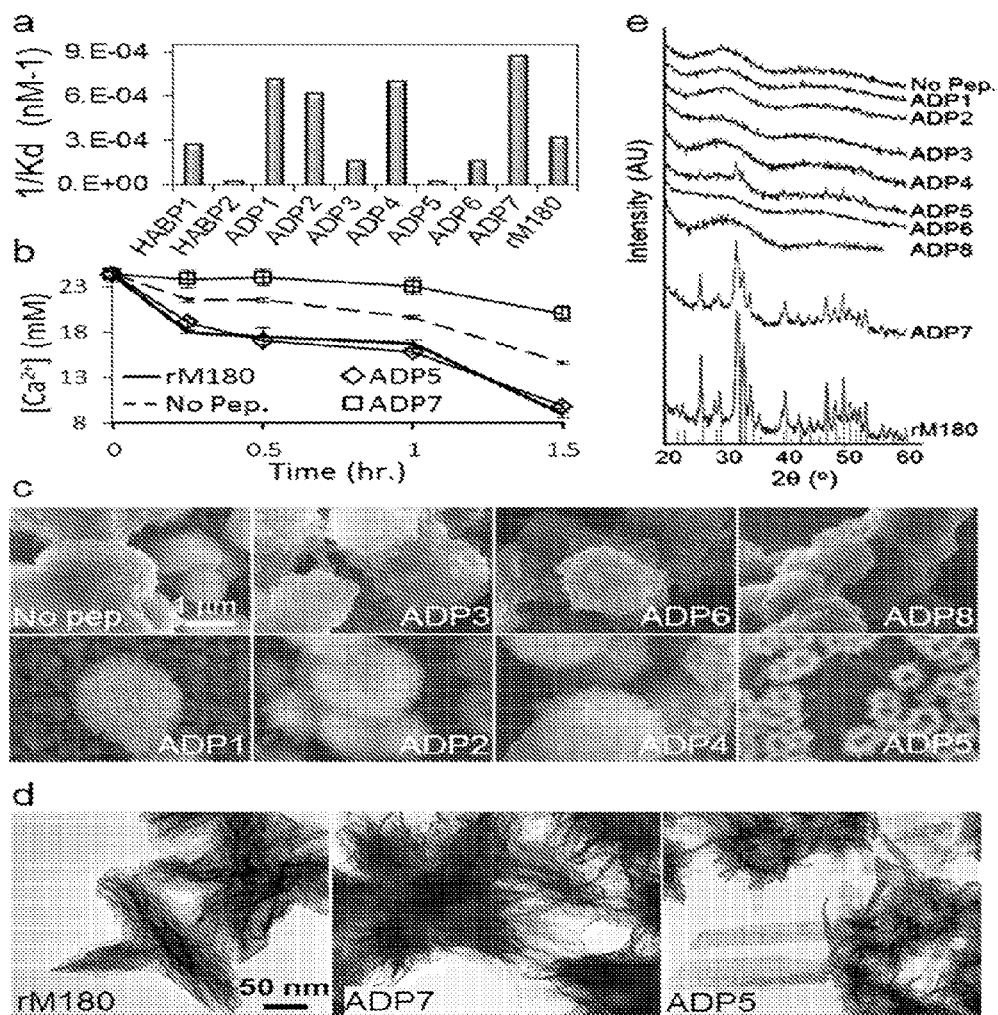 a
1/Kd (nM-1)
9.E-04
6.E-04
3.E-04
0.E+00
HABP1
HABP2
ADP1
ADP2
ADP3
ADP4
ADP5
ADP6
ADP7
rM180
b
[Ca²⁺] (mM)
23
18
13
8
rM180
ADP5
No Pep.
ADP7
0
0.5
1
1.5
Time (hr.)
e
Intensity (AU)
No Pep.
ADP1
ADP2
ADP3
ADP4
ADP5
ADP6
ADP8
ADP7
rM180
20 30 40 50 60
2θ (°)
c
No pep
1 μm
ADP3
ADP6
ADP8
ADP1
ADP2
ADP4
ADP5
d
rM180
50 nm
ADP7
ADP5